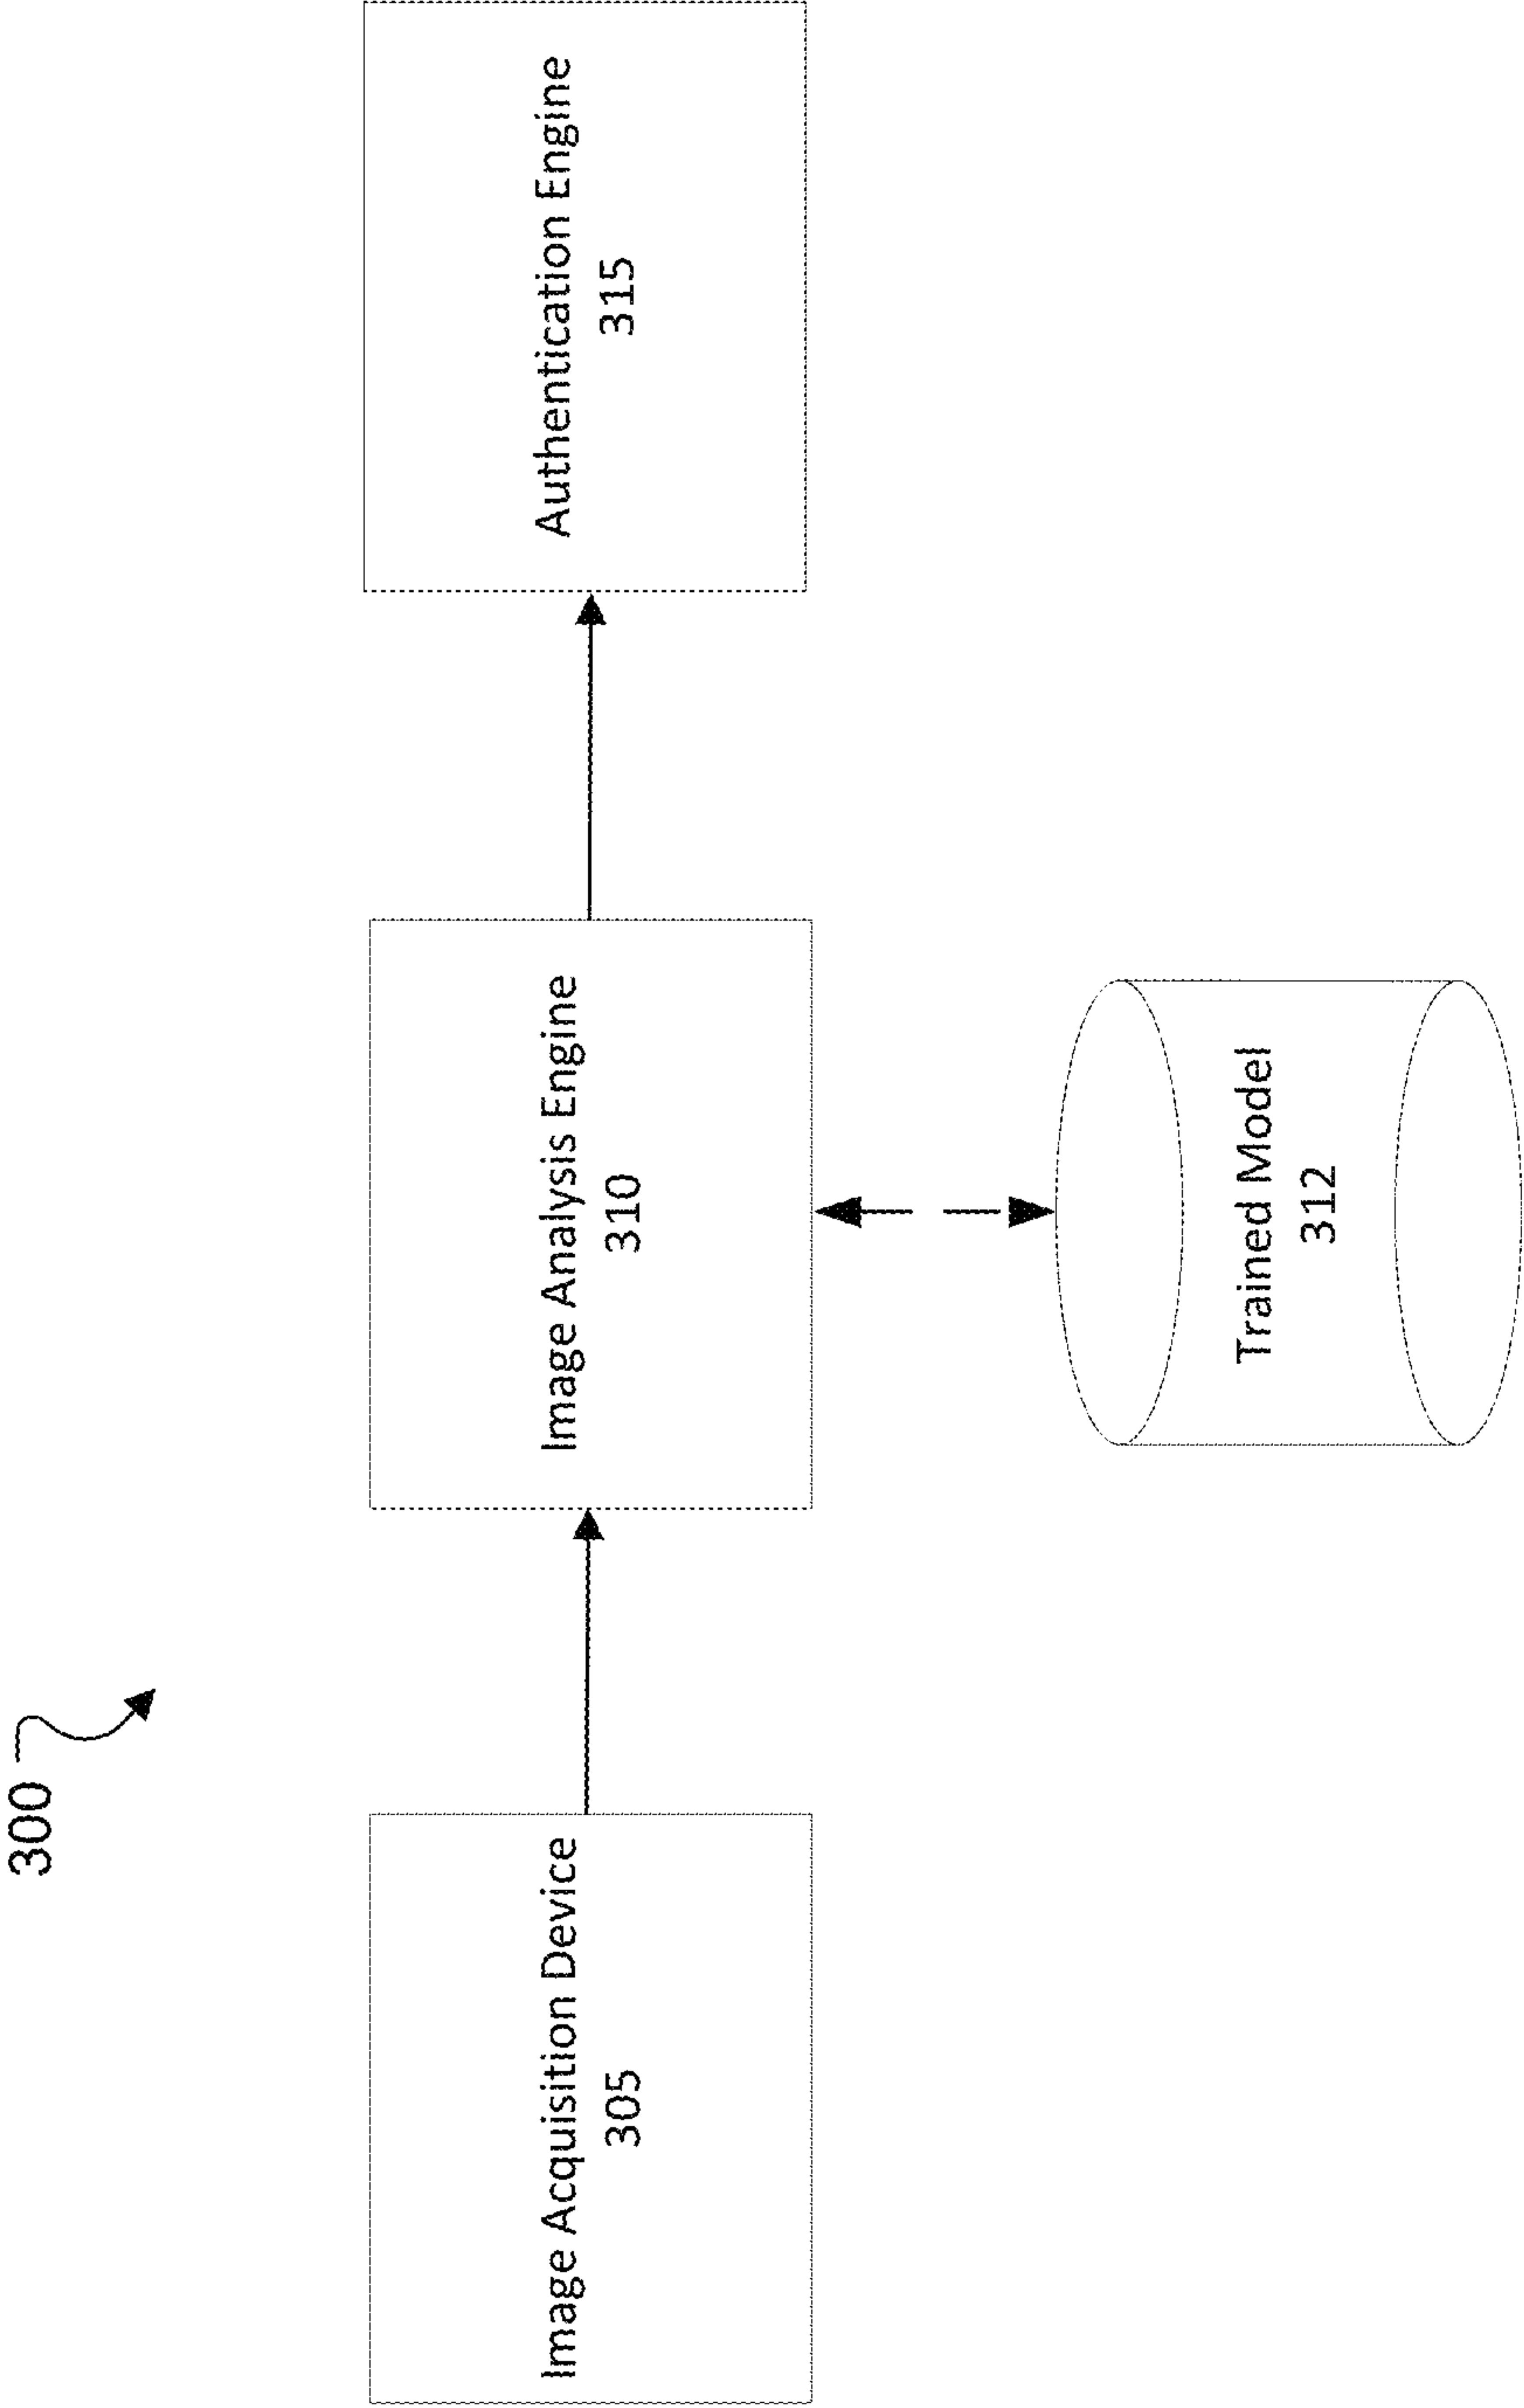 300
Image Acquisition Device
305
Image Analysis Engine
310
Authentication Engine
315
Trained Model
312